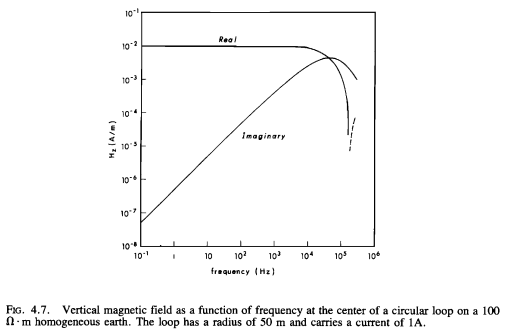 10⁻¹
10⁻²
10⁻³
10⁻⁴
10⁻⁵
10⁻⁶
10⁻⁷
10⁻⁸
Hz (A/m)
Real
Imaginary
10⁻¹ 1 10 10² 10³ 10⁴ 10⁵ 10⁶
frequency (Hz)
FIG. 4.7. Vertical magnetic field as a function of frequency at the center of a circular loop on a 100
Ω · m homogeneous earth. The loop has a radius of 50 m and carries a current of 1A.